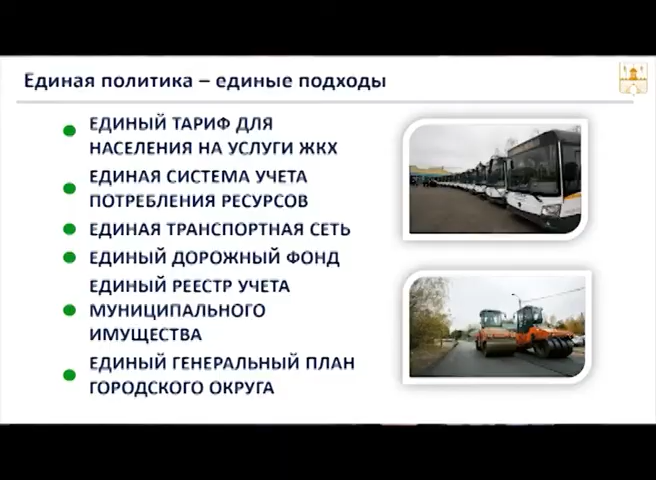 Единая политика – единые подходы
ЕДИНЫЙ ТАРИФ ДЛЯ
НАСЕЛЕНИЯ НА УСЛУГИ ЖКХ
ЕДИНАЯ СИСТЕМА УЧЕТА
ПОТРЕБЛЕНИЯ РЕСУРСОВ
ЕДИНАЯ ТРАНСПОРТНАЯ СЕТЬ
ЕДИНЫЙ ДОРОЖНЫЙ ФОНД
ЕДИНЫЙ РЕЕСТР УЧЕТА
МУНИЦИПАЛЬНОГО
ИМУЩЕСТВА
ЕДИНЫЙ ГЕНЕРАЛЬНЫЙ ПЛАН
ГОРОДСКОГО ОКРУГА